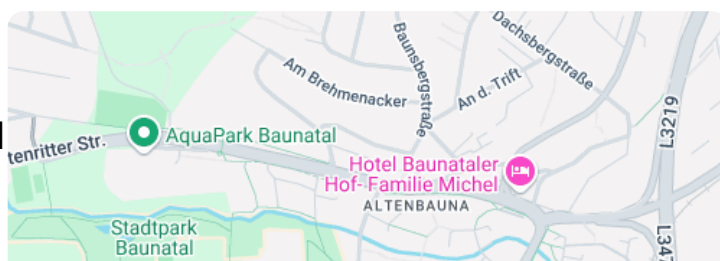 Dachsbergstraße
Baunsbergstraße
Am Brehmenacker
An d. Trift
L3219
tenritter Str.
AquaPark Baunatal
Hotel Baunataler
Hof- Familie Michel
ALTENBAUNA
Stadtpark
Baunatal